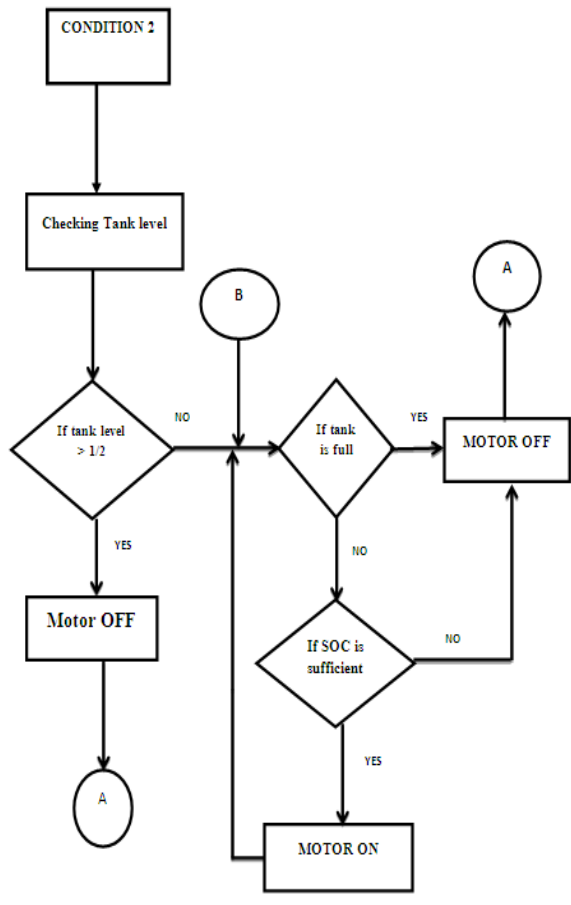 CONDITION 2
Checking Tank level
B
A
If tank level
> 1/2
NO
If tank
is full
YES
MOTOR OFF
YES
NO
Motor OFF
If SOC is
sufficient
NO
YES
A
MOTOR ON